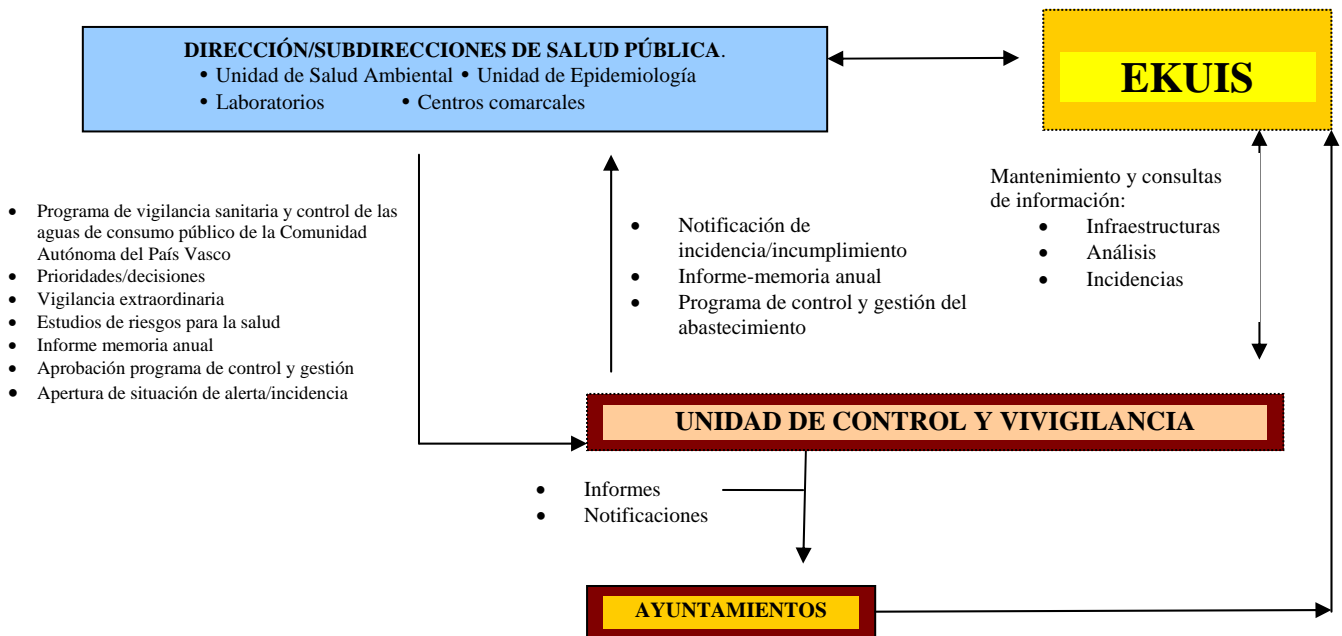 DIRECCIÓN/SUBDIRECCIONES DE SALUD PÚBLICA.
• Unidad de Salud Ambiental • Unidad de Epidemiología
• Laboratorios • Centros comarcales
EKUIS
• Programa de vigilancia sanitaria y control de las
aguas de consumo público de la Comunidad
Autónoma del País Vasco
• Prioridades/decisiones
• Vigilancia extraordinaria
• Estudios de riesgos para la salud
• Informe memoria anual
• Aprobación programa de control y gestión
• Apertura de situación de alerta/incidencia
• Notificación de
incidencia/incumplimiento
• Informe-memoria anual
• Programa de control y gestión del
abastecimiento
Mantenimiento y consultas
de información:
• Infraestructuras
• Análisis
• Incidencias
UNIDAD DE CONTROL Y VIVIGILANCIA
• Informes
• Notificaciones
AYUNTAMIENTOS